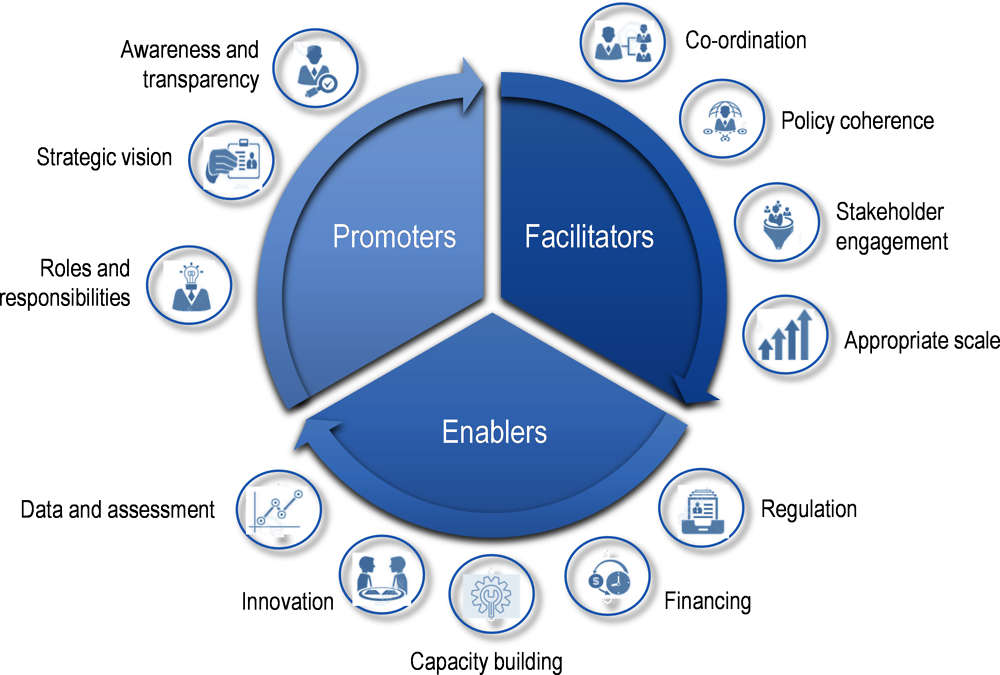 Awareness and
transparency
Strategic vision
Roles and
responsibilities
Promoters
Co-ordination
Policy coherence
Stakeholder
engagement
Appropriate scale
Facilitators
Enablers
Regulation
Financing
Capacity building
Innovation
Data and assessment
$